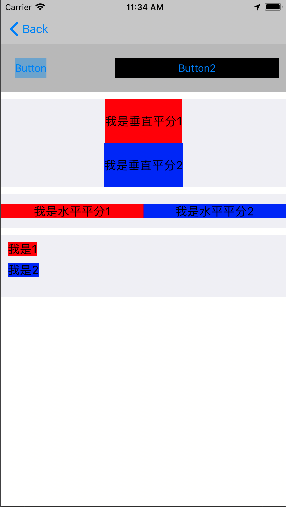 Carrier 11:34 AM
Back
Button Button2
我是垂直平分1
我是垂直平分2
我是水平平分1 我是水平平分2
我是1
我是2